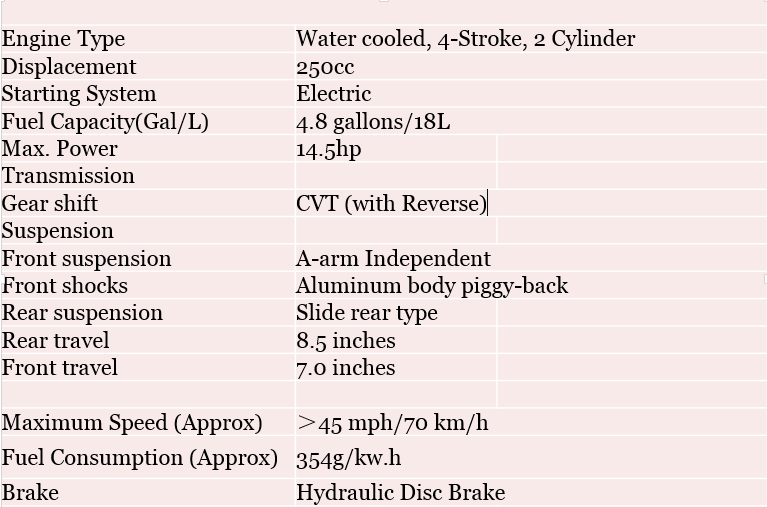 Engine Type Water cooled, 4-Stroke, 2 Cylinder
Displacement 250cc
Starting System Electric
Fuel Capacity(Gal/L) 4.8 gallons/18L
Max. Power 14.5hp
Transmission
Gear shift CVT (with Reverse)
Suspension
Front suspension A-arm Independent
Front shocks Aluminum body piggy-back
Rear suspension Slide rear type
Rear travel 8.5 inches
Front travel 7.0 inches
Maximum Speed (Approx) ＞45 mph/70 km/h
Fuel Consumption (Approx) 354g/kw.h
Brake Hydraulic Disc Brake